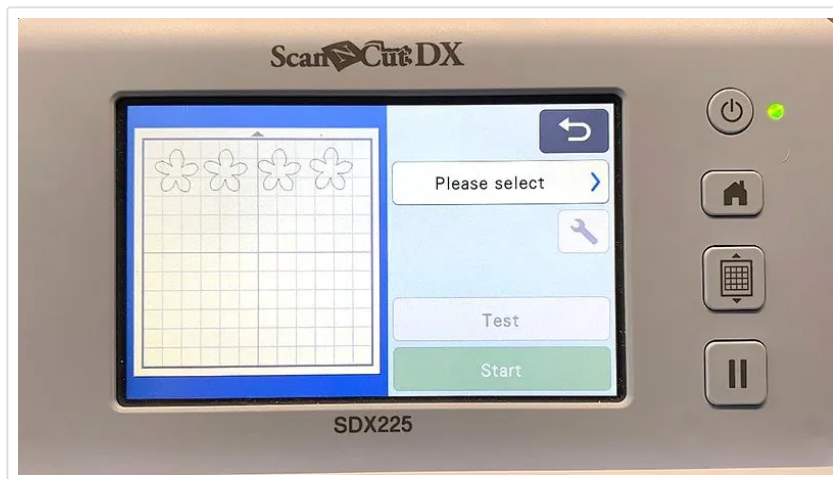 ScanNCut DX
Please select
Test
Start
SDX225